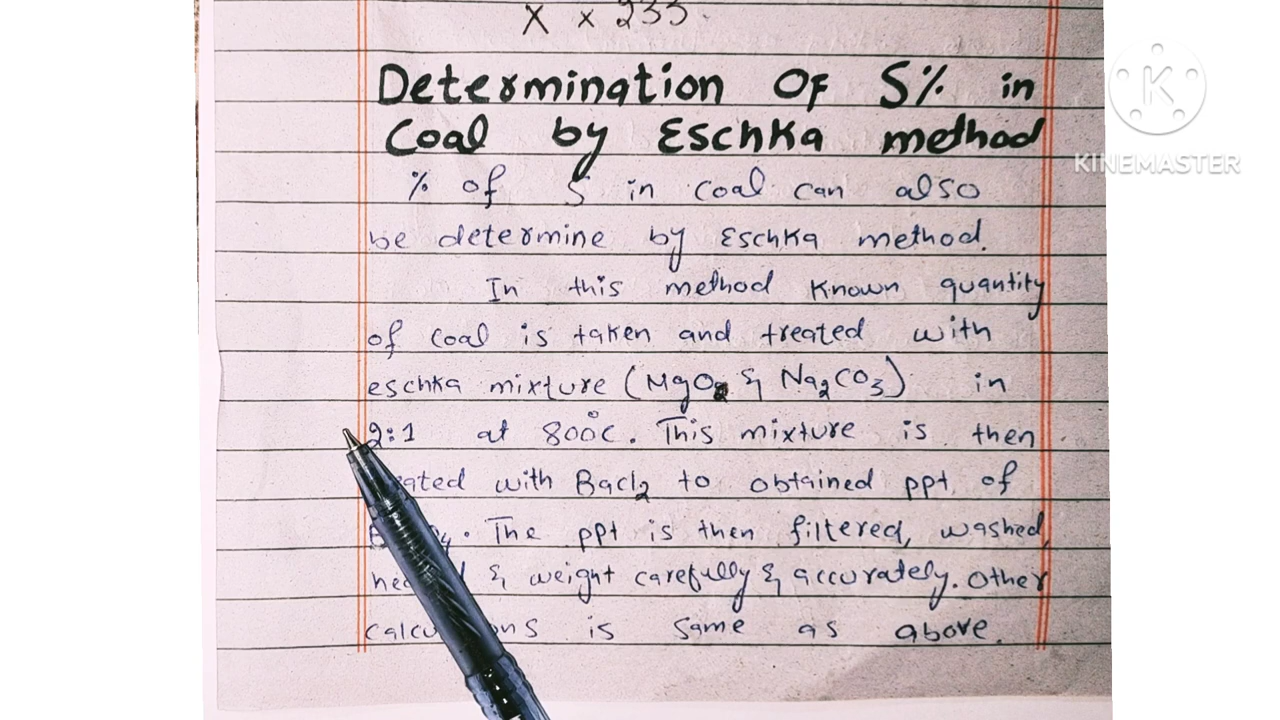 X x 233
Determination Of S% in
Coal by Eschka method
% of S in coal can also
be determine by Eschka method.
In this method known quantity
of coal is taken and treated with
eschka mixture (MgO2 & Na2CO3) in
2:1 at 800°C. This mixture is then
with BaCl2 to obtained ppt of
The ppt is then filtered, washed,
& weight carefully & accurately. Other
is same as above.
K
KINEMASTER